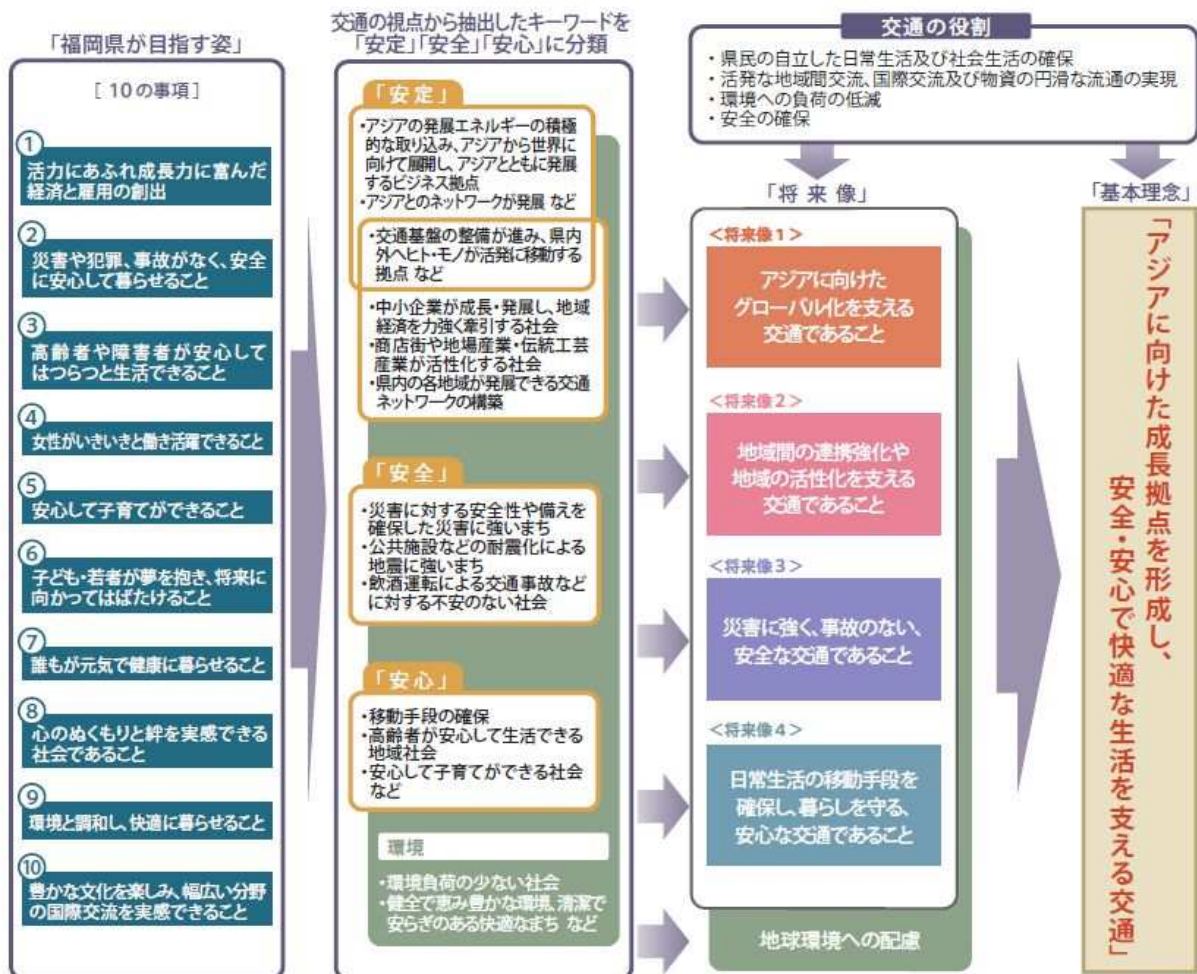 「福岡県が目指す姿」
[ 10の事項 ]
①
活力にあふれ成長力に富んだ
経済と雇用の創出
②
災害や犯罪、事故がなく、安全
に安心して暮らせること
③
高齢者や障害者が安心して
はつらつと生活できること
④
女性がいきいきと働き活躍できること
⑤
安心して子育てができること
⑥
子ども・若者が夢を抱き、将来に
向かってはばたけること
⑦
誰もが元気で健康に暮らせること
⑧
心のぬくもりと絆を実感できる
社会であること
⑨
環境と調和し、快適に暮らせること
⑩
豊かな文化を楽しみ、幅広い分野
の国際交流を実感できること
交通の視点から抽出したキーワードを
「安定」「安全」「安心」に分類
「安定」
・アジアの発展エネルギーの積極
的な取り込み、アジアから世界に
向けて展開し、アジアとともに発展
するビジネス拠点
・アジアとのネットワークが発展 など
・交通基盤の整備が進み、県内
外へヒト・モノが活発に移動する
拠点 など
・中小企業が成長・発展し、地域
経済を力強く牽引する社会
・商店街や地場産業・伝統工芸
産業が活性化する社会
・県内の各地域が発展できる交通
ネットワークの構築
「安全」
・災害に対する安全性や備えを
確保した災害に強いまち
・公共施設などの耐震化による
地震に強いまち
・飲酒運転による交通事故など
に対する不安のない社会
「安心」
・移動手段の確保
・高齢者が安心して生活できる
地域社会
・安心して子育てができる社会
など
環境
・環境負荷の少ない社会
・健全で恵み豊かな環境、清潔で
安らぎのある快適なまち など
交通の役割
・県民の自立した日常生活及び社会生活の確保
・活発な地域間交流、国際交流及び物資の円滑な流通の実現
・環境への負荷の低減
・安全の確保
「将来像」
<将来像1>
アジアに向けた
グローバル化を支える
交通であること
<将来像2>
地域間の連携強化や
地域の活性化を支える
交通であること
<将来像3>
災害に強く、事故のない、
安全な交通であること
<将来像4>
日常生活の移動手段を
確保し、暮らしを守る、
安心な交通であること
地球環境への配慮
「基本理念」
「アジアに向けた成長拠点を形成し、
安全・安心で快適な生活を支える交通」